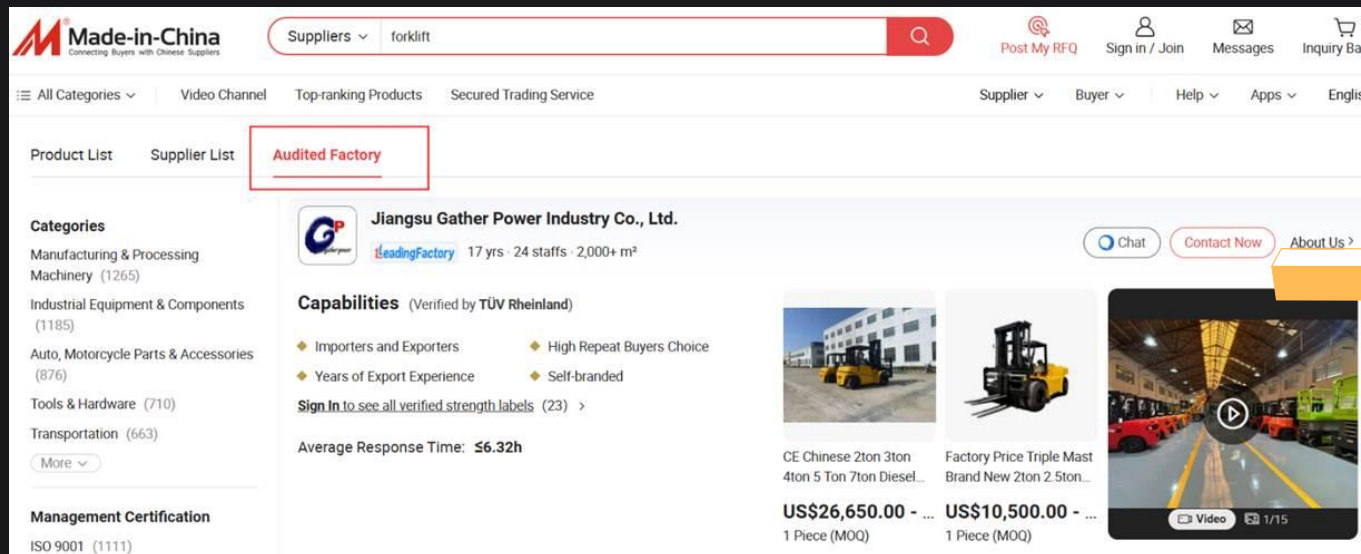 Made-in-China
Connecting Buyers with Chinese Suppliers
Suppliers forklift
Post My RFQ Sign in / Join Messages Inquiry Ba
All Categories Video Channel Top-ranking Products Secured Trading Service Supplier Buyer Help Apps Englis
Product List Supplier List Audited Factory
Categories
Manufacturing & Processing
Machinery (1265)
Industrial Equipment & Components
(1185)
Auto, Motorcycle Parts & Accessories
(876)
Tools & Hardware (710)
Transportation (663)
More
Management Certification
ISO 9001 (1111)
GP
Jiangsu Gather Power Industry Co., Ltd.
LeadingFactory 17 yrs · 24 staffs · 2,000+ m²
Chat Contact Now About Us >
Capabilities (Verified by TÜV Rheinland)
Importers and Exporters High Repeat Buyers Choice
Years of Export Experience Self-branded
Sign In to see all verified strength labels (23) >
Average Response Time: ≤6.32h
CE Chinese 2ton 3ton
4ton 5 Ton 7ton Diesel...
US$26,650.00 - ...
1 Piece (MOQ)
Factory Price Triple Mast
Brand New 2ton 2.5ton...
US$10,500.00 - ...
1 Piece (MOQ)
Video 1/15